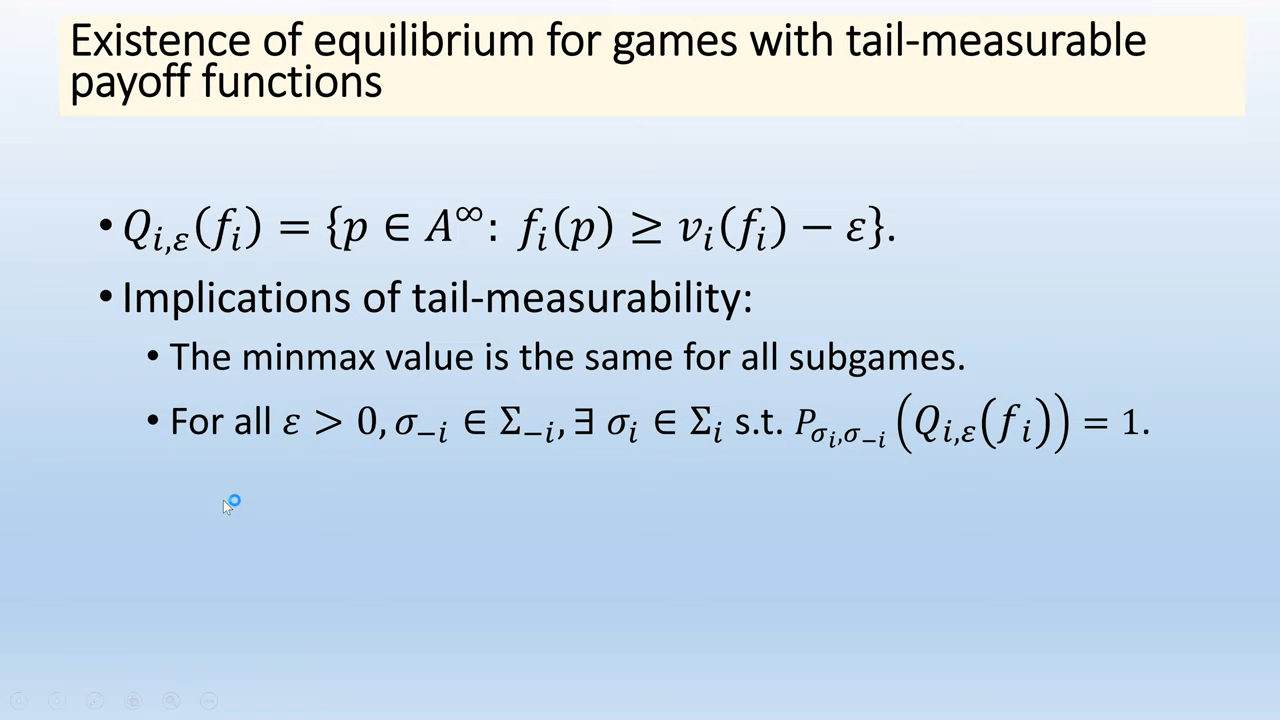 Existence of equilibrium for games with tail-measurable
payoff functions
• Q_{i,ε}(f_i) = {p ∈ A^∞: f_i(p) ≥ v_i(f_i) − ε}.
• Implications of tail-measurability:
• The minmax value is the same for all subgames.
• For all ε > 0, σ_{−i} ∈ Σ_{−i}, ∃ σ_i ∈ Σ_i s.t. P_{σ_i,σ_{−i}}(Q_{i,ε}(f_i)) = 1.